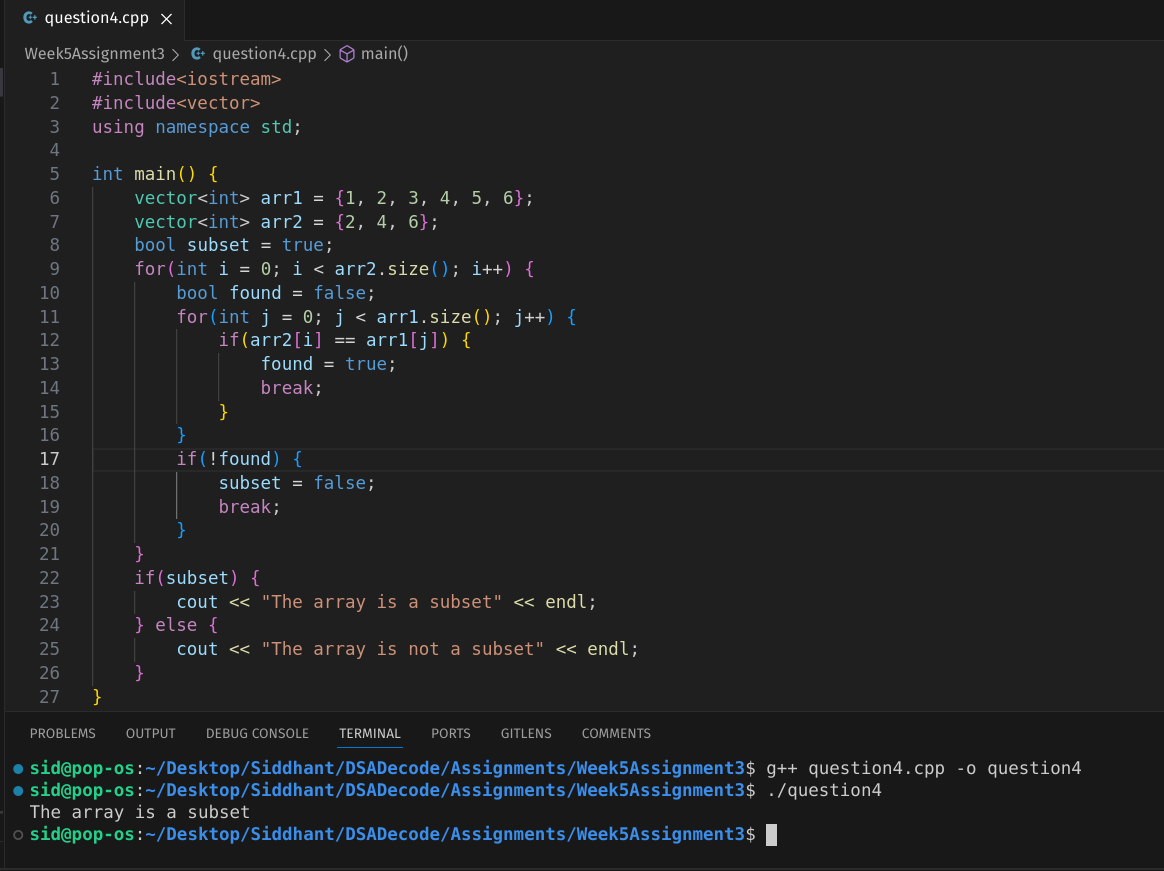 question4.cpp
Week5Assignment3 > question4.cpp > main()
1 #include<iostream>
2 #include<vector>
3 using namespace std;
4
5 int main() {
6     vector<int> arr1 = {1, 2, 3, 4, 5, 6};
7     vector<int> arr2 = {2, 4, 6};
8     bool subset = true;
9     for(int i = 0; i < arr2.size(); i++) {
10         bool found = false;
11         for(int j = 0; j < arr1.size(); j++) {
12             if(arr2[i] == arr1[j]) {
13                 found = true;
14                 break;
15             }
16         }
17         if(!found) {
18             subset = false;
19             break;
20         }
21     }
22     if(subset) {
23         cout << "The array is a subset" << endl;
24     } else {
25         cout << "The array is not a subset" << endl;
26     }
27 }
PROBLEMS OUTPUT DEBUG CONSOLE TERMINAL PORTS GITLENS COMMENTS
sid@pop-os:~/Desktop/Siddhant/DSADecode/Assignments/Week5Assignment3$ g++ question4.cpp -o question4
sid@pop-os:~/Desktop/Siddhant/DSADecode/Assignments/Week5Assignment3$ ./question4
The array is a subset
sid@pop-os:~/Desktop/Siddhant/DSADecode/Assignments/Week5Assignment3$